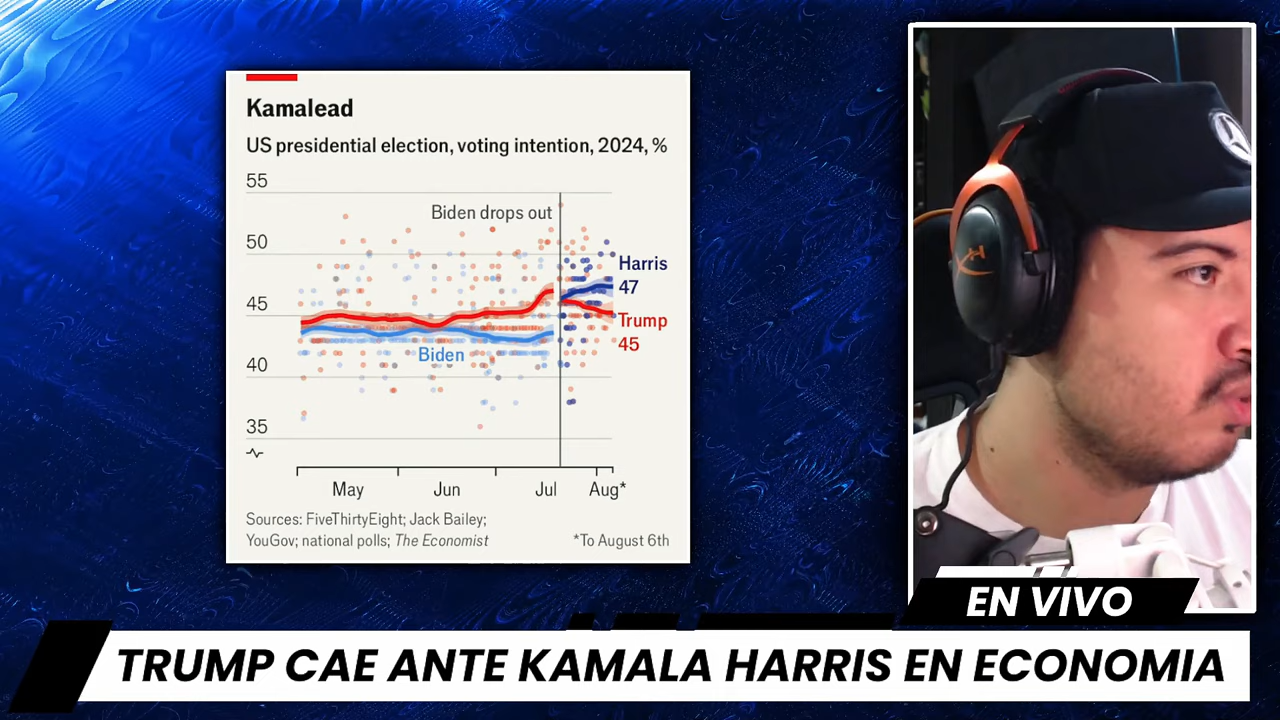 Kamalead
US presidential election, voting intention, 2024, %
55
Biden drops out
50
Harris
47
45
Trump
45
Biden
40
35
May Jun Jul Aug*
Sources: FiveThirtyEight; Jack Bailey;
YouGov; national polls; The Economist
*To August 6th
EN VIVO
TRUMP CAE ANTE KAMALA HARRIS EN ECONOMIA